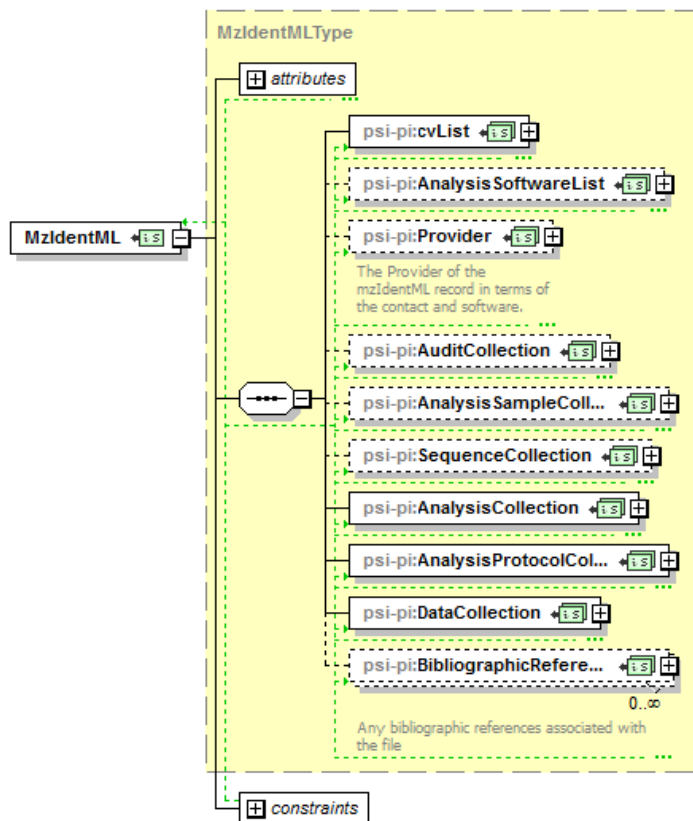 MzIdentMLType
attributes
psi-pi:cvList
psi-pi:AnalysisSoftwareList
MzIdentML
psi-pi:Provider
The Provider of the
mzIdentML record in terms of
the contact and software.
psi-pi:AuditCollection
psi-pi:AnalysisSampleColl...
psi-pi:SequenceCollection
psi-pi:AnalysisCollection
psi-pi:AnalysisProtocolCol...
psi-pi:DataCollection
psi-pi:BibliographicRefere...
0..∞
Any bibliographic references associated with
the file
constraints